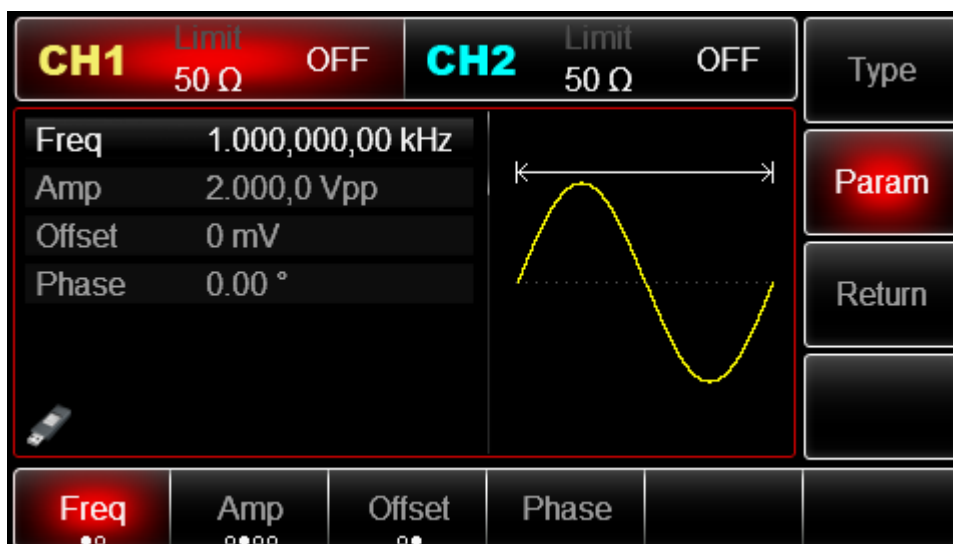 CH1 Limit 50 Ω OFF CH2 Limit 50 Ω OFF
Type
Freq 1.000,000,00 kHz
Amp 2.000,0 Vpp
Offset 0 mV
Phase 0.00 °
Param
Return
Freq Amp Offset Phase